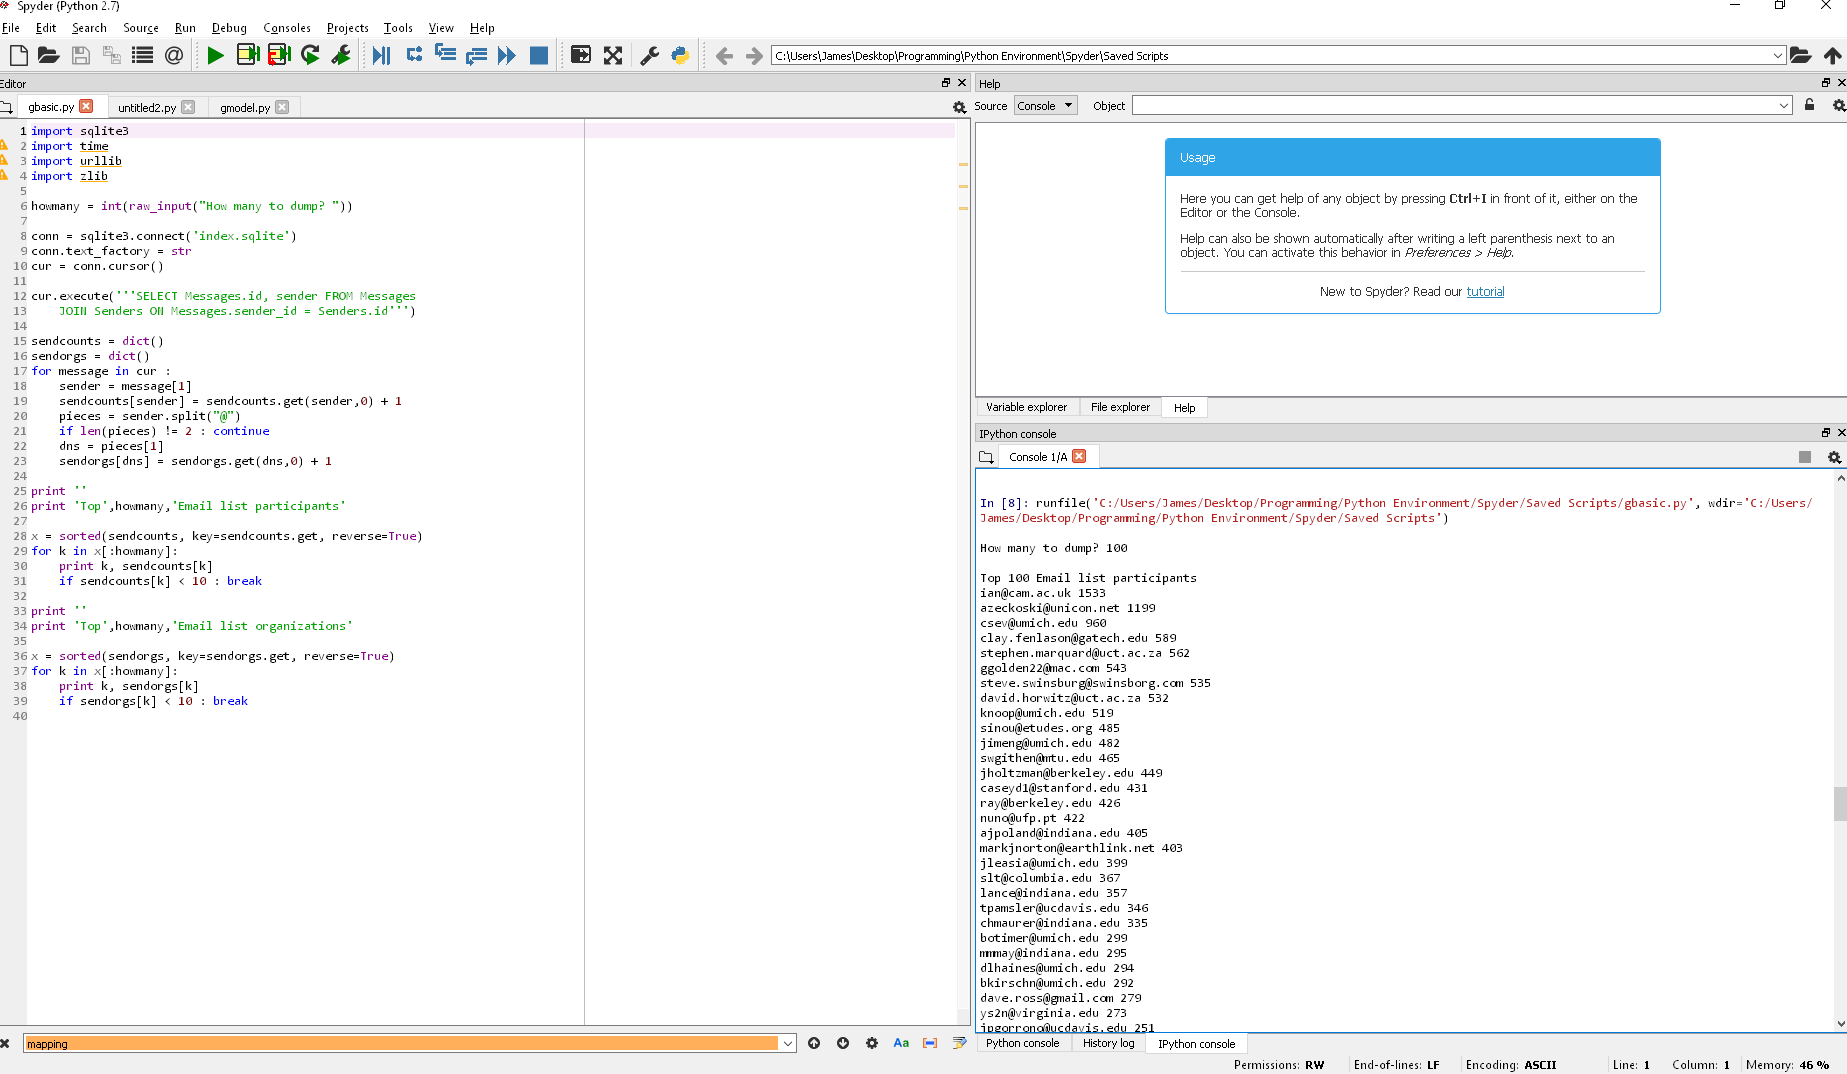 Spyder (Python 2.7)
File Edit Search Source Run Debug Consoles Projects Tools View Help
C:\Users\James\Desktop\Programming\Python Environment\Spyder\Saved Scripts
Editor
gbasic.py untitled2.py gmodel.py
1 import sqlite3
2 import time
3 import urllib
4 import zlib
5
6 howmany = int(raw_input("How many to dump? "))
7
8 conn = sqlite3.connect('index.sqlite')
9 conn.text_factory = str
10 cur = conn.cursor()
11
12 cur.execute('''SELECT Messages.id, sender FROM Messages
13     JOIN Senders ON Messages.sender_id = Senders.id''')
14
15 sendcounts = dict()
16 sendorgs = dict()
17 for message in cur :
18     sender = message[1]
19     sendcounts[sender] = sendcounts.get(sender,0) + 1
20     pieces = sender.split("@")
21     if len(pieces) != 2 : continue
22     dns = pieces[1]
23     sendorgs[dns] = sendorgs.get(dns,0) + 1
24
25 print ''
26 print 'Top',howmany,'Email list participants'
27
28 x = sorted(sendcounts, key=sendcounts.get, reverse=True)
29 for k in x[:howmany]:
30     print k, sendcounts[k]
31     if sendcounts[k] < 10 : break
32
33 print ''
34 print 'Top',howmany,'Email list organizations'
35
36 x = sorted(sendorgs, key=sendorgs.get, reverse=True)
37 for k in x[:howmany]:
38     print k, sendorgs[k]
39     if sendorgs[k] < 10 : break
40
mapping
Aa
Help
Source Console Object
Usage
Here you can get help of any object by pressing Ctrl+I in front of it, either on the
Editor or the Console.
Help can also be shown automatically after writing a left parenthesis next to an
object. You can activate this behavior in Preferences > Help.
New to Spyder? Read our tutorial
Variable explorer File explorer Help
IPython console
Console 1/A
In [8]: runfile('C:/Users/James/Desktop/Programming/Python Environment/Spyder/Saved Scripts/gbasic.py', wdir='C:/Users/
James/Desktop/Programming/Python Environment/Spyder/Saved Scripts')
How many to dump? 100
Top 100 Email list participants
ian@cam.ac.uk 1533
azeckoski@unicon.net 1199
csev@umich.edu 960
clay.fenlason@gatech.edu 589
stephen.marquard@uct.ac.za 562
ggolden22@mac.com 543
steve.swinsburg@swinsborg.com 535
david.horwitz@uct.ac.za 532
knoop@umich.edu 519
sinou@etudes.org 485
jimeng@umich.edu 482
swgithen@mtu.edu 465
jholtzman@berkeley.edu 449
caseyd1@stanford.edu 431
ray@berkeley.edu 426
nuno@ufp.pt 422
ajpoland@indiana.edu 405
markjnorton@earthlink.net 403
jleasia@umich.edu 399
slt@columbia.edu 367
lance@indiana.edu 357
tpamsler@ucdavis.edu 346
chmaurer@indiana.edu 335
botimer@umich.edu 299
mmmay@indiana.edu 295
dlhaines@umich.edu 294
bkirschn@umich.edu 292
dave.ross@gmail.com 279
ys2n@virginia.edu 273
jpgorrono@ucdavis.edu 251
Python console History log IPython console
Permissions: RW End-of-lines: LF Encoding: ASCII Line: 1 Column: 1 Memory: 46 %